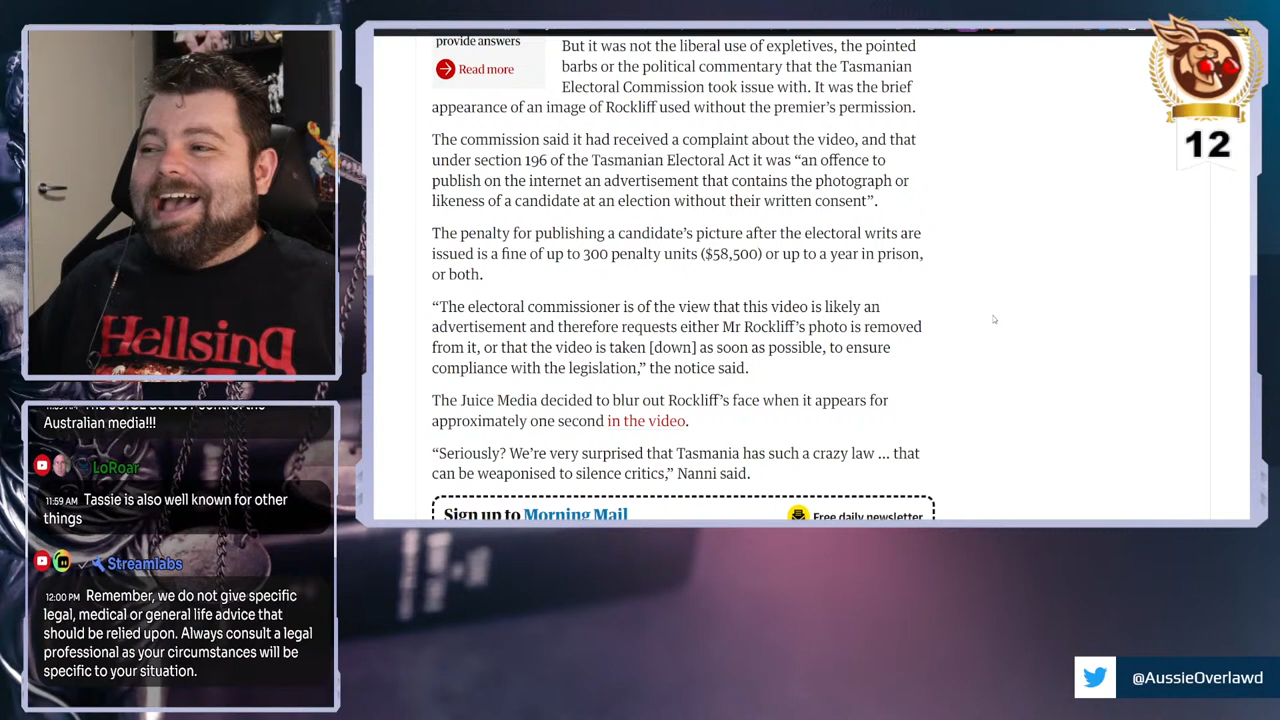 provide answers
Read more
But it was not the liberal use of expletives, the pointed
barbs or the political commentary that the Tasmanian
Electoral Commission took issue with. It was the brief
appearance of an image of Rockliff used without the premier’s permission.
The commission said it had received a complaint about the video, and that
under section 196 of the Tasmanian Electoral Act it was “an offence to
publish on the internet an advertisement that contains the photograph or
likeness of a candidate at an election without their written consent”.
The penalty for publishing a candidate’s picture after the electoral writs are
issued is a fine of up to 300 penalty units ($58,500) or up to a year in prison,
or both.
“The electoral commissioner is of the view that this video is likely an
advertisement and therefore requests either Mr Rockliff’s photo is removed
from it, or that the video is taken [down] as soon as possible, to ensure
compliance with the legislation,” the notice said.
The Juice Media decided to blur out Rockliff’s face when it appears for
approximately one second in the video.
“Seriously? We’re very surprised that Tasmania has such a crazy law ... that
can be weaponised to silence critics,” Nanni said.
Sign up to Morning Mail
Free daily newsletter
12
Hellsing
Australian media!!!
LoRoar
11:59 AM Tassie is also well known for other
things
Streamlabs
12:00 PM Remember, we do not give specific
legal, medical or general life advice that
should be relied upon. Always consult a legal
professional as your circumstances will be
specific to your situation.
@AussieOverlawd